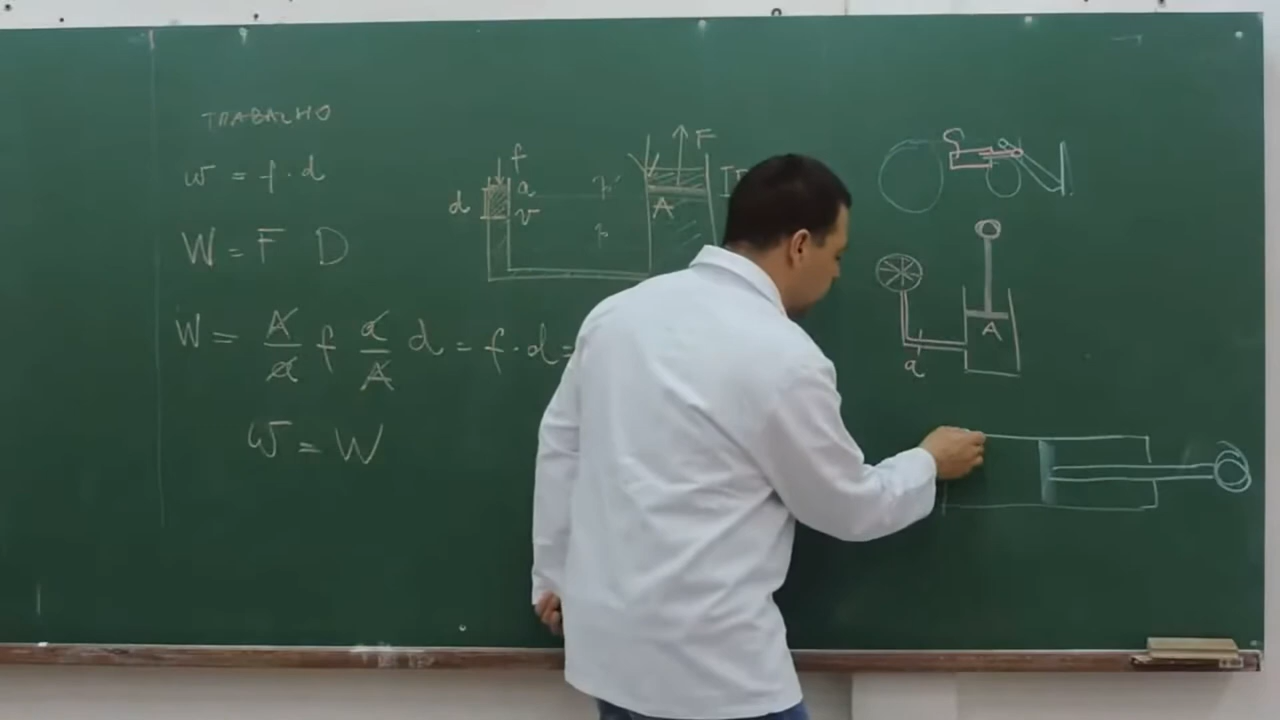 TRABALHO
w = f · d
W = F D
W = A/a f a/A d = f · d =
w = W
f
d
a
v
p'
p
F
A
A
a